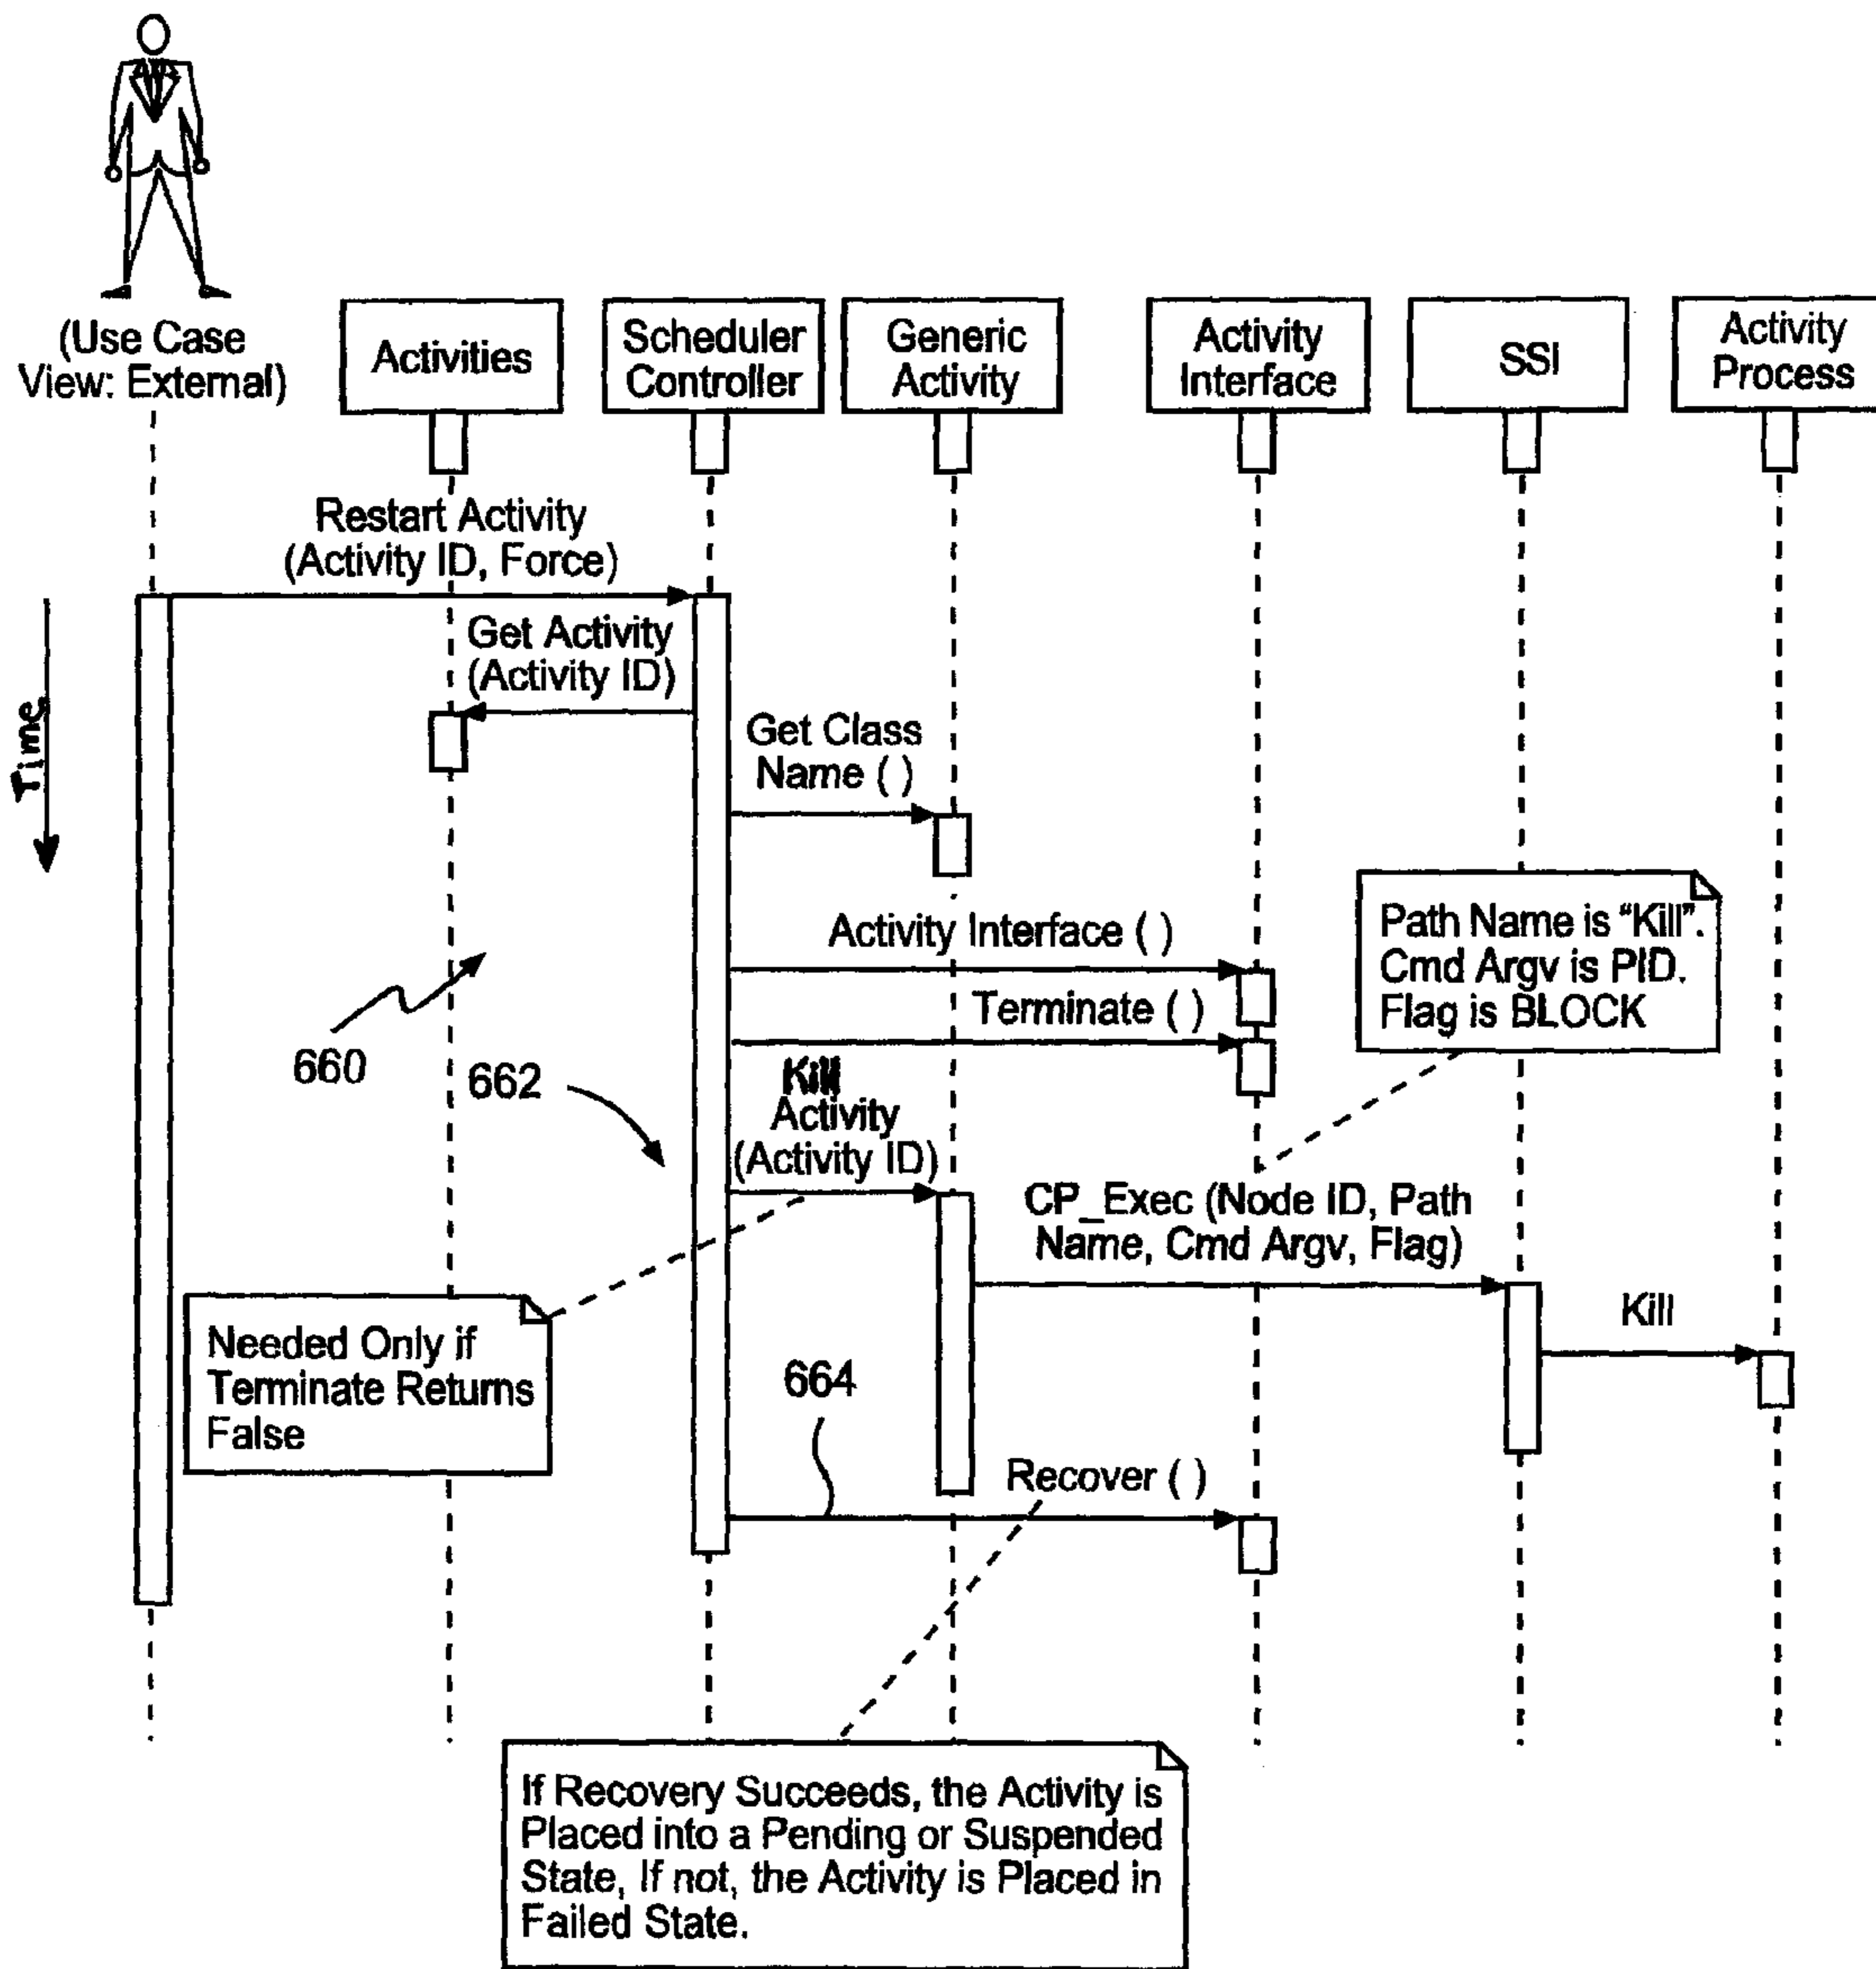 (Use Case
View: External)
Activities
Scheduler
Controller
Generic
Activity
Activity
Interface
SSI
Activity
Process
Restart Activity
(Activity ID, Force)
Time
Get Activity
(Activity ID)
Get Class
Name ( )
Activity Interface ( )
Path Name is "Kill".
Cmd Argv is PID.
Flag is BLOCK
Terminate ( )
660
662
Kill
Activity
(Activity ID)
CP_Exec (Node ID, Path
Name, Cmd Argv, Flag)
Kill
Needed Only if
Terminate Returns
False
664
Recover ( )
If Recovery Succeeds, the Activity is
Placed into a Pending or Suspended
State, If not, the Activity is Placed in
Failed State.